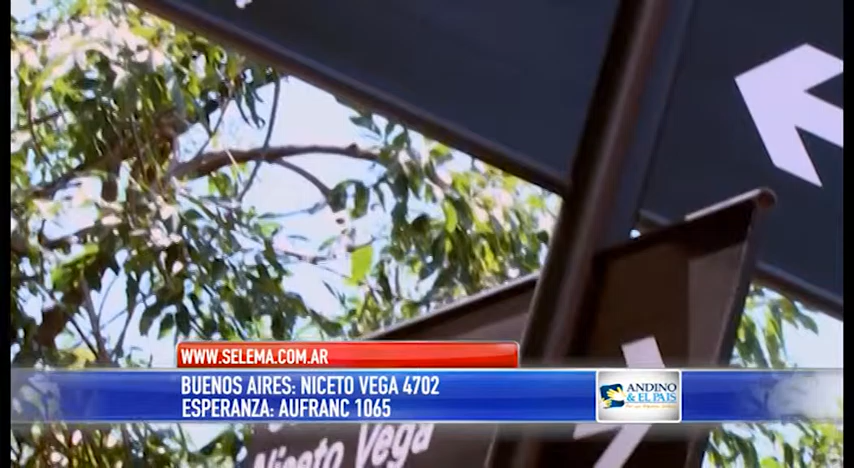 WWW.SELEMA.COM.AR
BUENOS AIRES: NICETO VEGA 4702
ESPERANZA: AUFRANC 1065
ANDINO
& EL PAIS
Niceto Vega